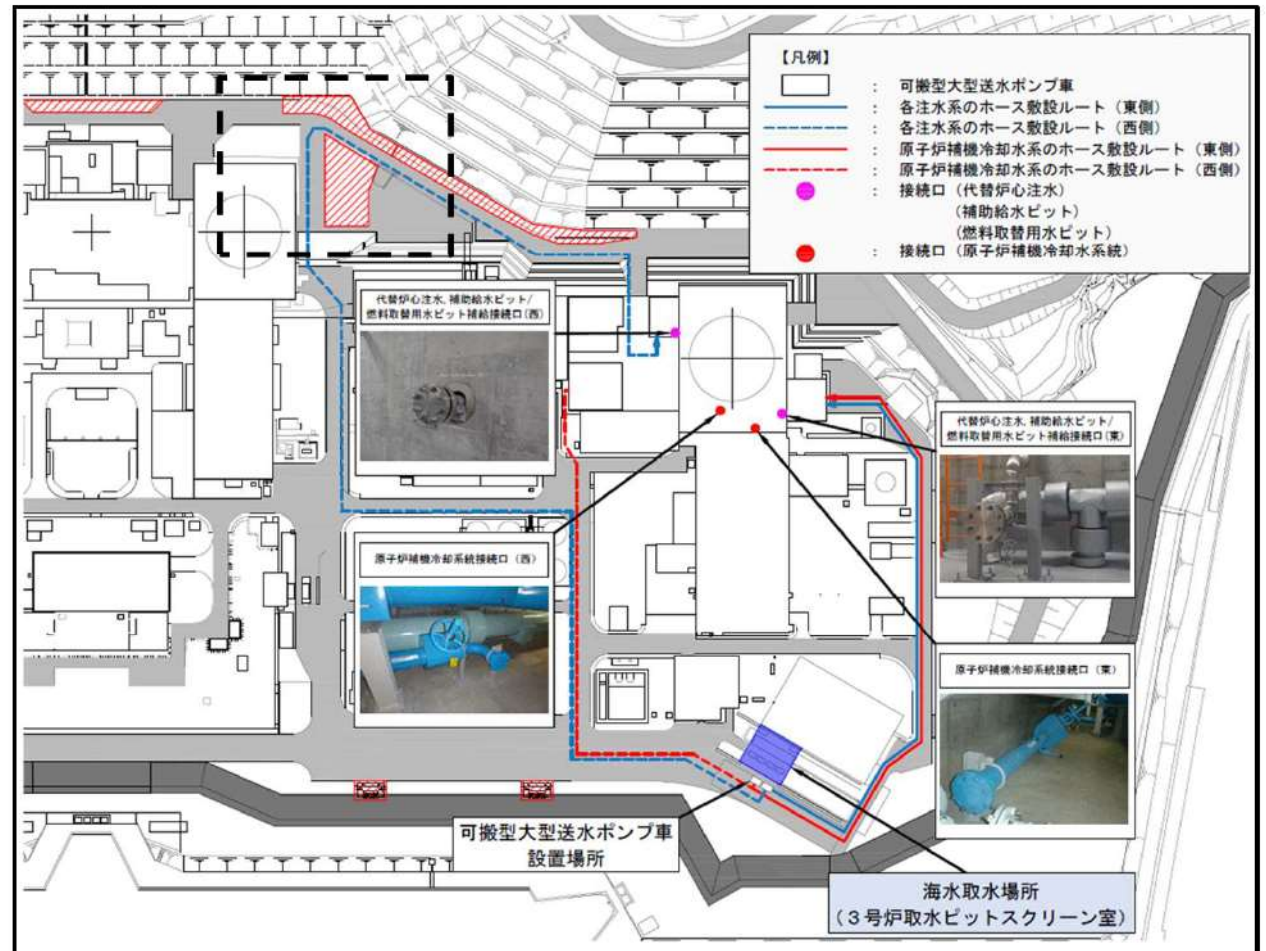 【凡例】
： 可搬型大型送水ポンプ車
： 各注水系のホース敷設ルート（東側）
： 各注水系のホース敷設ルート（西側）
： 原子炉補機冷却水系のホース敷設ルート（東側）
： 原子炉補機冷却水系のホース敷設ルート（西側）
： 接続口（代替炉心注水）
（補助給水ピット）
（燃料取替用水ピット）
： 接続口（原子炉補機冷却水系統）
代替炉心注水，補助給水ピット/
燃料取替用水ピット補給接続口(西)
代替炉心注水，補助給水ピット/
燃料取替用水ピット補給接続口(東)
原子炉補機冷却系統接続口（西）
原子炉補機冷却系統接続口（東）
可搬型大型送水ポンプ車
設置場所
海水取水場所
（３号炉取水ピットスクリーン室）